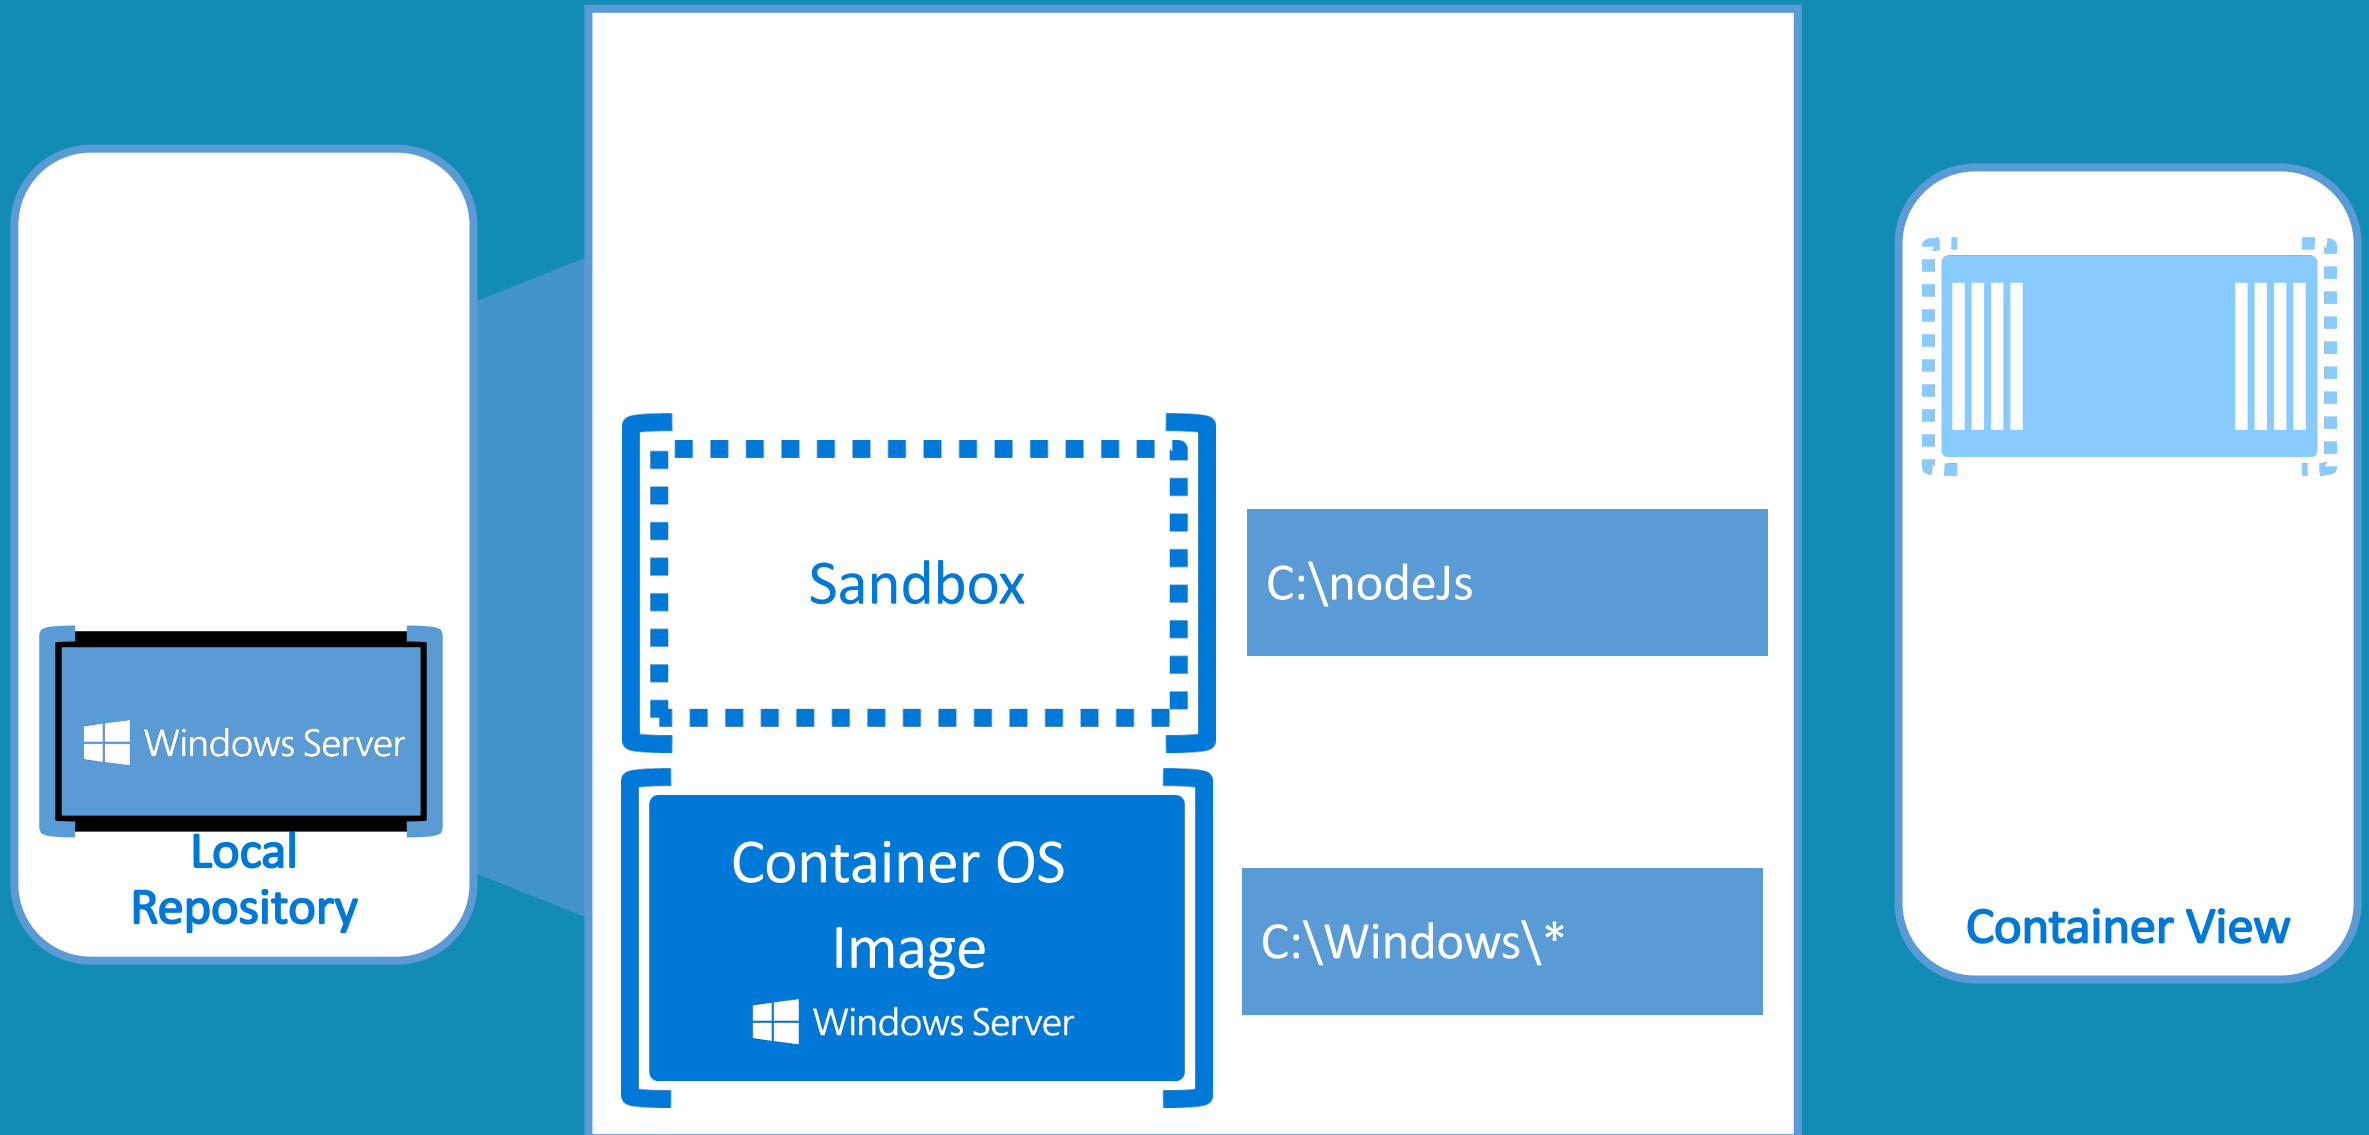 Windows Server
Local
Repository
Sandbox
C:\nodeJs
Container OS
Image
Windows Server
C:\Windows\*
Container View